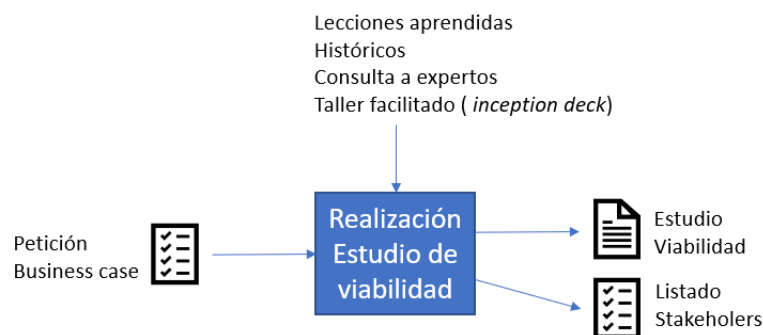 Lecciones aprendidas
Históricos
Consulta a expertos
Taller facilitado ( inception deck)
Petición
Business case
Realización
Estudio de
viabilidad
Estudio
Viabilidad
Listado
Stakeholers